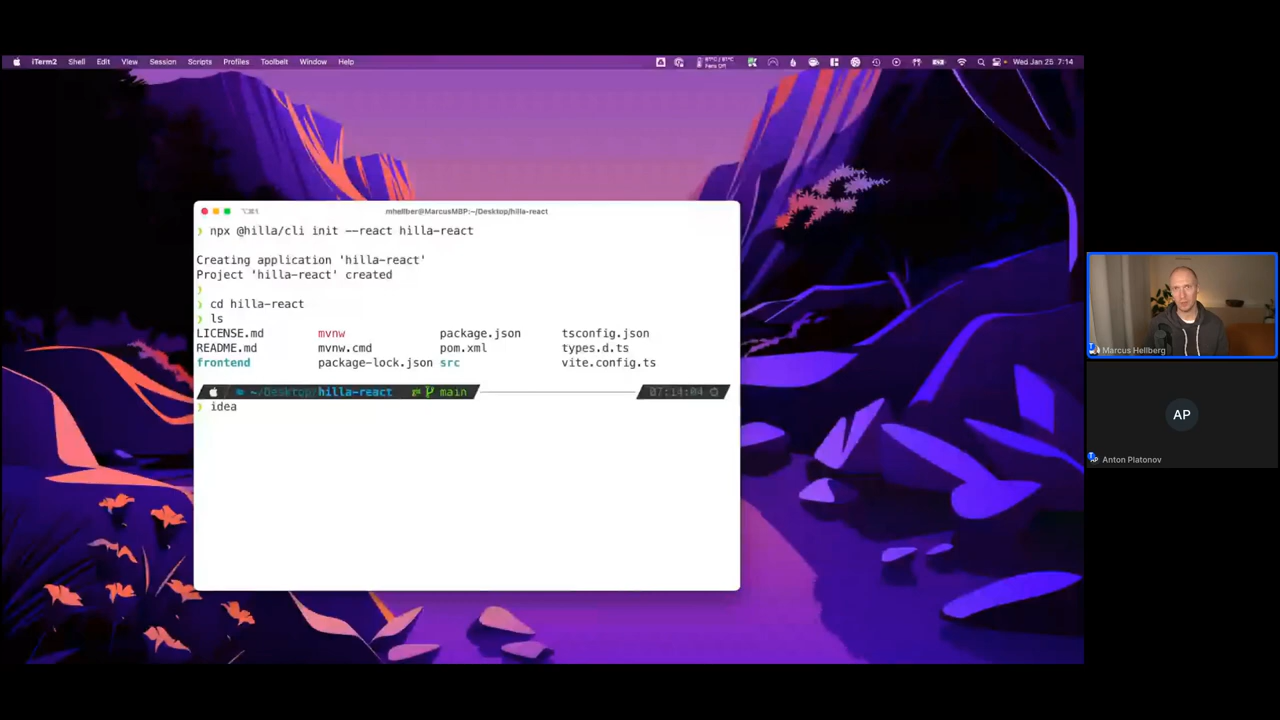 iTerm2 Shell Edit View Session Scripts Profiles Toolbelt Window Help
Wed Jan 25 7:14
mhellber@MarcusMBP:~/Desktop/hilla-react
❯ npx @hilla/cli init --react hilla-react
Creating application 'hilla-react'
Project 'hilla-react' created
❯
❯ cd hilla-react
❯ ls
LICENSE.md mvnw package.json tsconfig.json
README.md mvnw.cmd pom.xml types.d.ts
frontend package-lock.json src vite.config.ts
~/Desktop/hilla-react main 07:14:04
❯ idea
Marcus Hellberg
AP
Anton Platonov